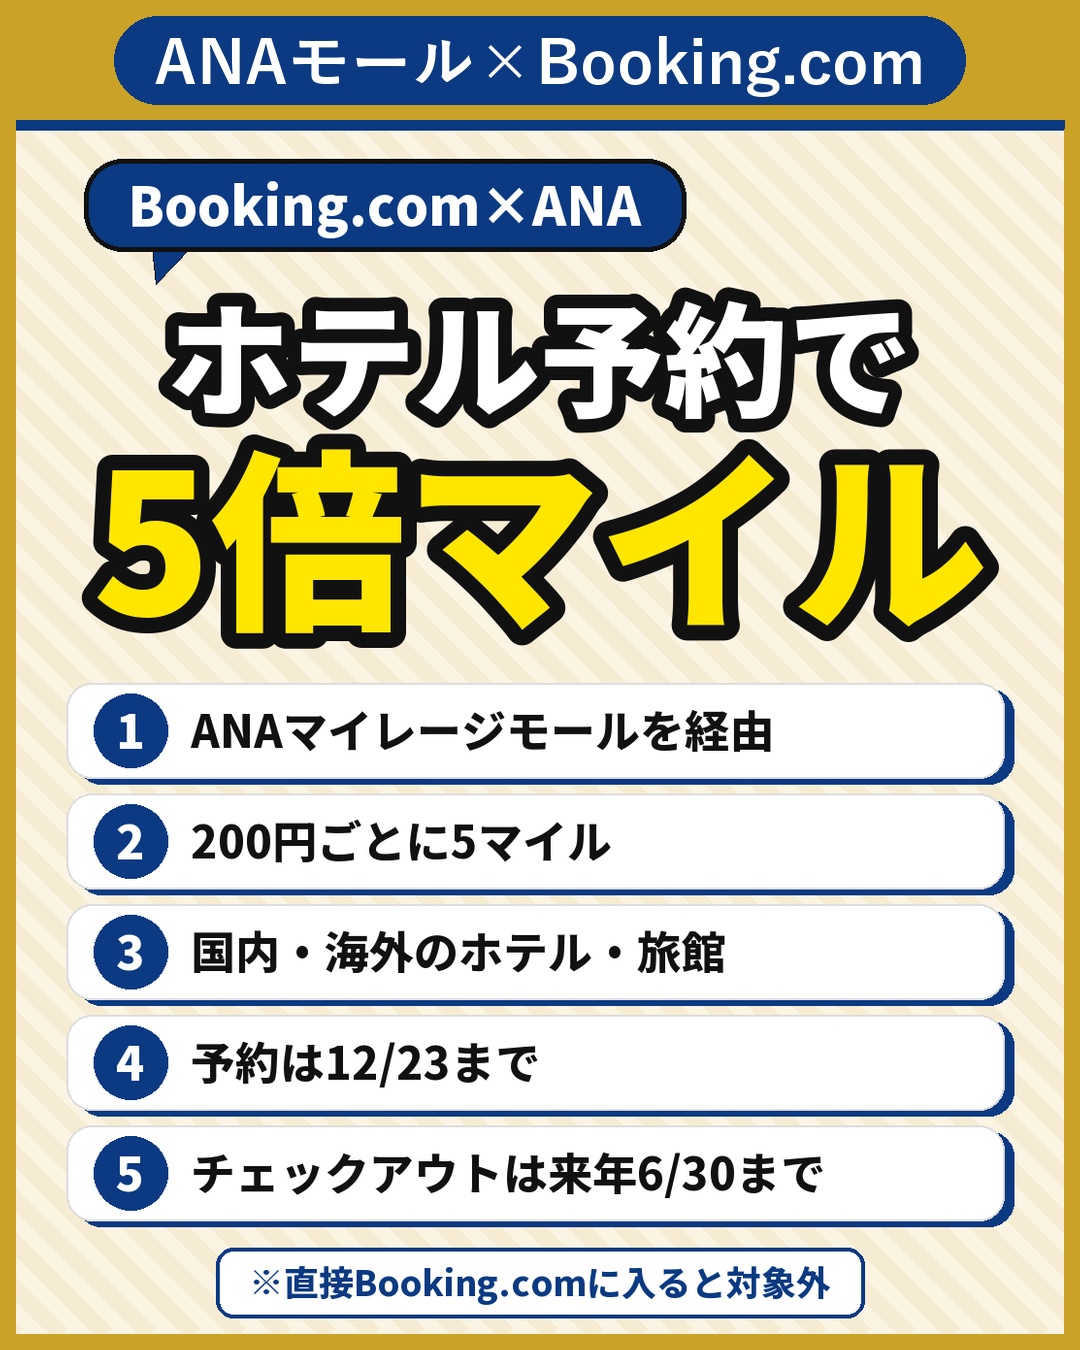 ANAモール×Booking.com
Booking.com×ANA
ホテル予約で
5倍マイル
1 ANAマイレージモールを経由
2 200円ごとに5マイル
3 国内・海外のホテル・旅館
4 予約は12/23まで
5 チェックアウトは来年6/30まで
※直接Booking.comに入ると対象外